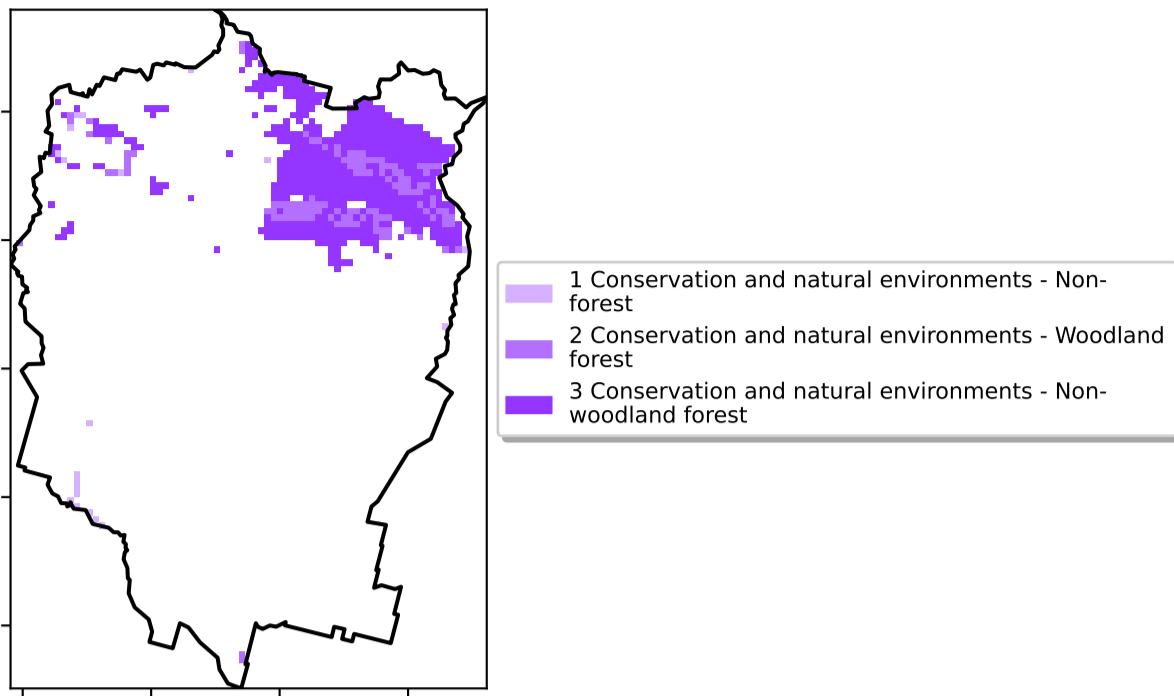 1 Conservation and natural environments - Non-
forest
2 Conservation and natural environments - Woodland
forest
3 Conservation and natural environments - Non-
woodland forest